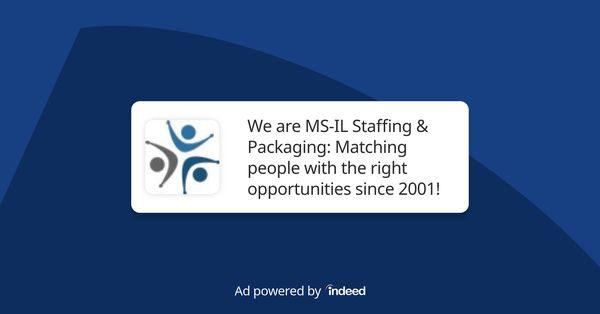 We are MS-IL Staffing &
Packaging: Matching
people with the right
opportunities since 2001!
Ad powered by indeed